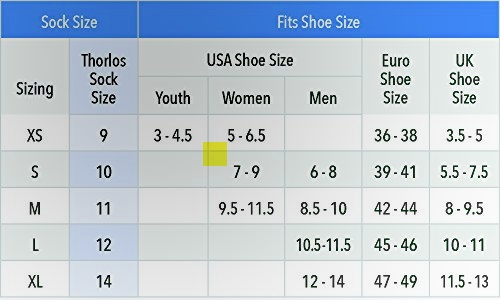 Sock Size Fits Shoe Size
Sizing Thorlos Sock Size USA Shoe Size Euro Shoe Size UK Shoe Size
Youth Women Men
XS 9 3 - 4.5 5 - 6.5 36 - 38 3.5 - 5
S 10 7 - 9 6 - 8 39 - 41 5.5 - 7.5
M 11 9.5 - 11.5 8.5 - 10 42 - 44 8 - 9.5
L 12 10.5-11.5 45 - 46 10 - 11
XL 14 12 - 14 47 - 49 11.5 - 13